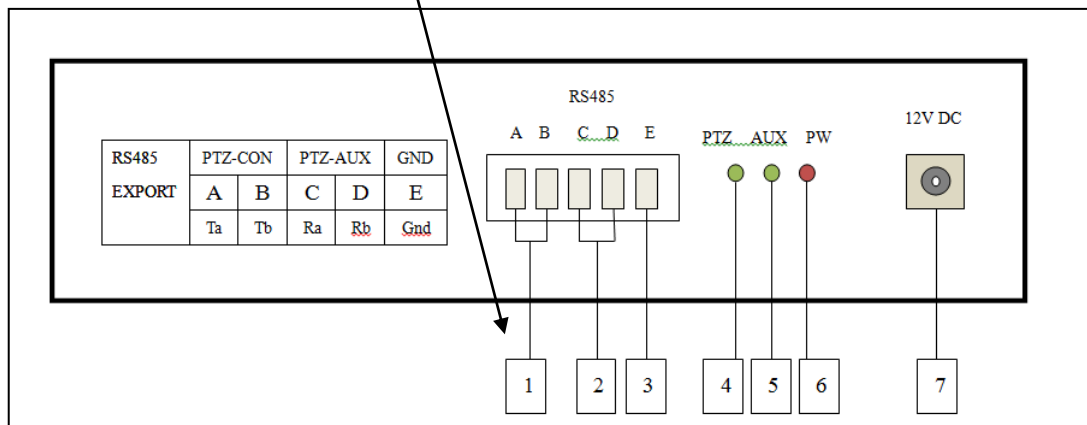 RS485
12V DC
A B C D E
PTZ AUX PW
RS485 PTZ-CON PTZ-AUX GND
EXPORT A B C D E
Ta Tb Ra Rb Gnd
1 2 3 4 5 6 7